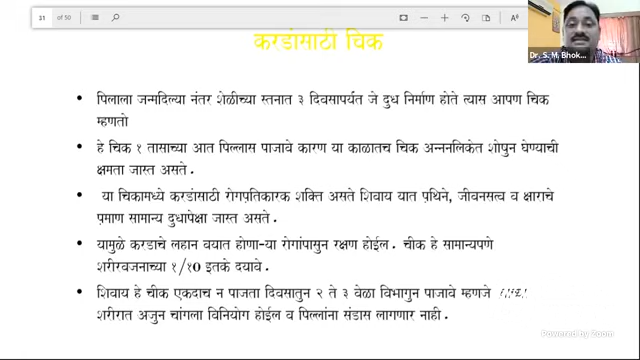 31 of 50
करडांसाटी चिक
• पिलाला जन्मदिल्या नंतर शेळीच्या स्तनात ३ दिवसापर्यंत जे दुध निर्माण होते त्यास आपण चिक
म्हणतो
• हे चिक १ तासाच्या आत पिल्लास पाजावे कारण या काळातच चिक अन्ननलिकेत शोषुन घेण्याची
क्षमता जास्त असते.
• या चिकामध्ये करडांसाठी रोगप्रतिकारक शक्ति असते शिवाय यात प्रथिने, जीवनसत्व व क्षाराचे
प्रमाण सामान्य दुधापेक्षा जास्त असते.
• यामुळे करडाचे लहान वयात होणा-या रोगांपासुन रक्षण होईल. चीक हे सामान्यपणे
शरीरवजनाच्या १/१0 इतके दयावे.
• शिवाय हे चीक एकदाच न पाजता दिवसातुन २ ते ३ वेळा विभागुन पाजावे म्हणजे
शरीरात अजुन चांगला विनियोग होईल व पिल्लांना संडास लागणार नाही.
Dr. S. M. Bhok...
Powered by Zoom